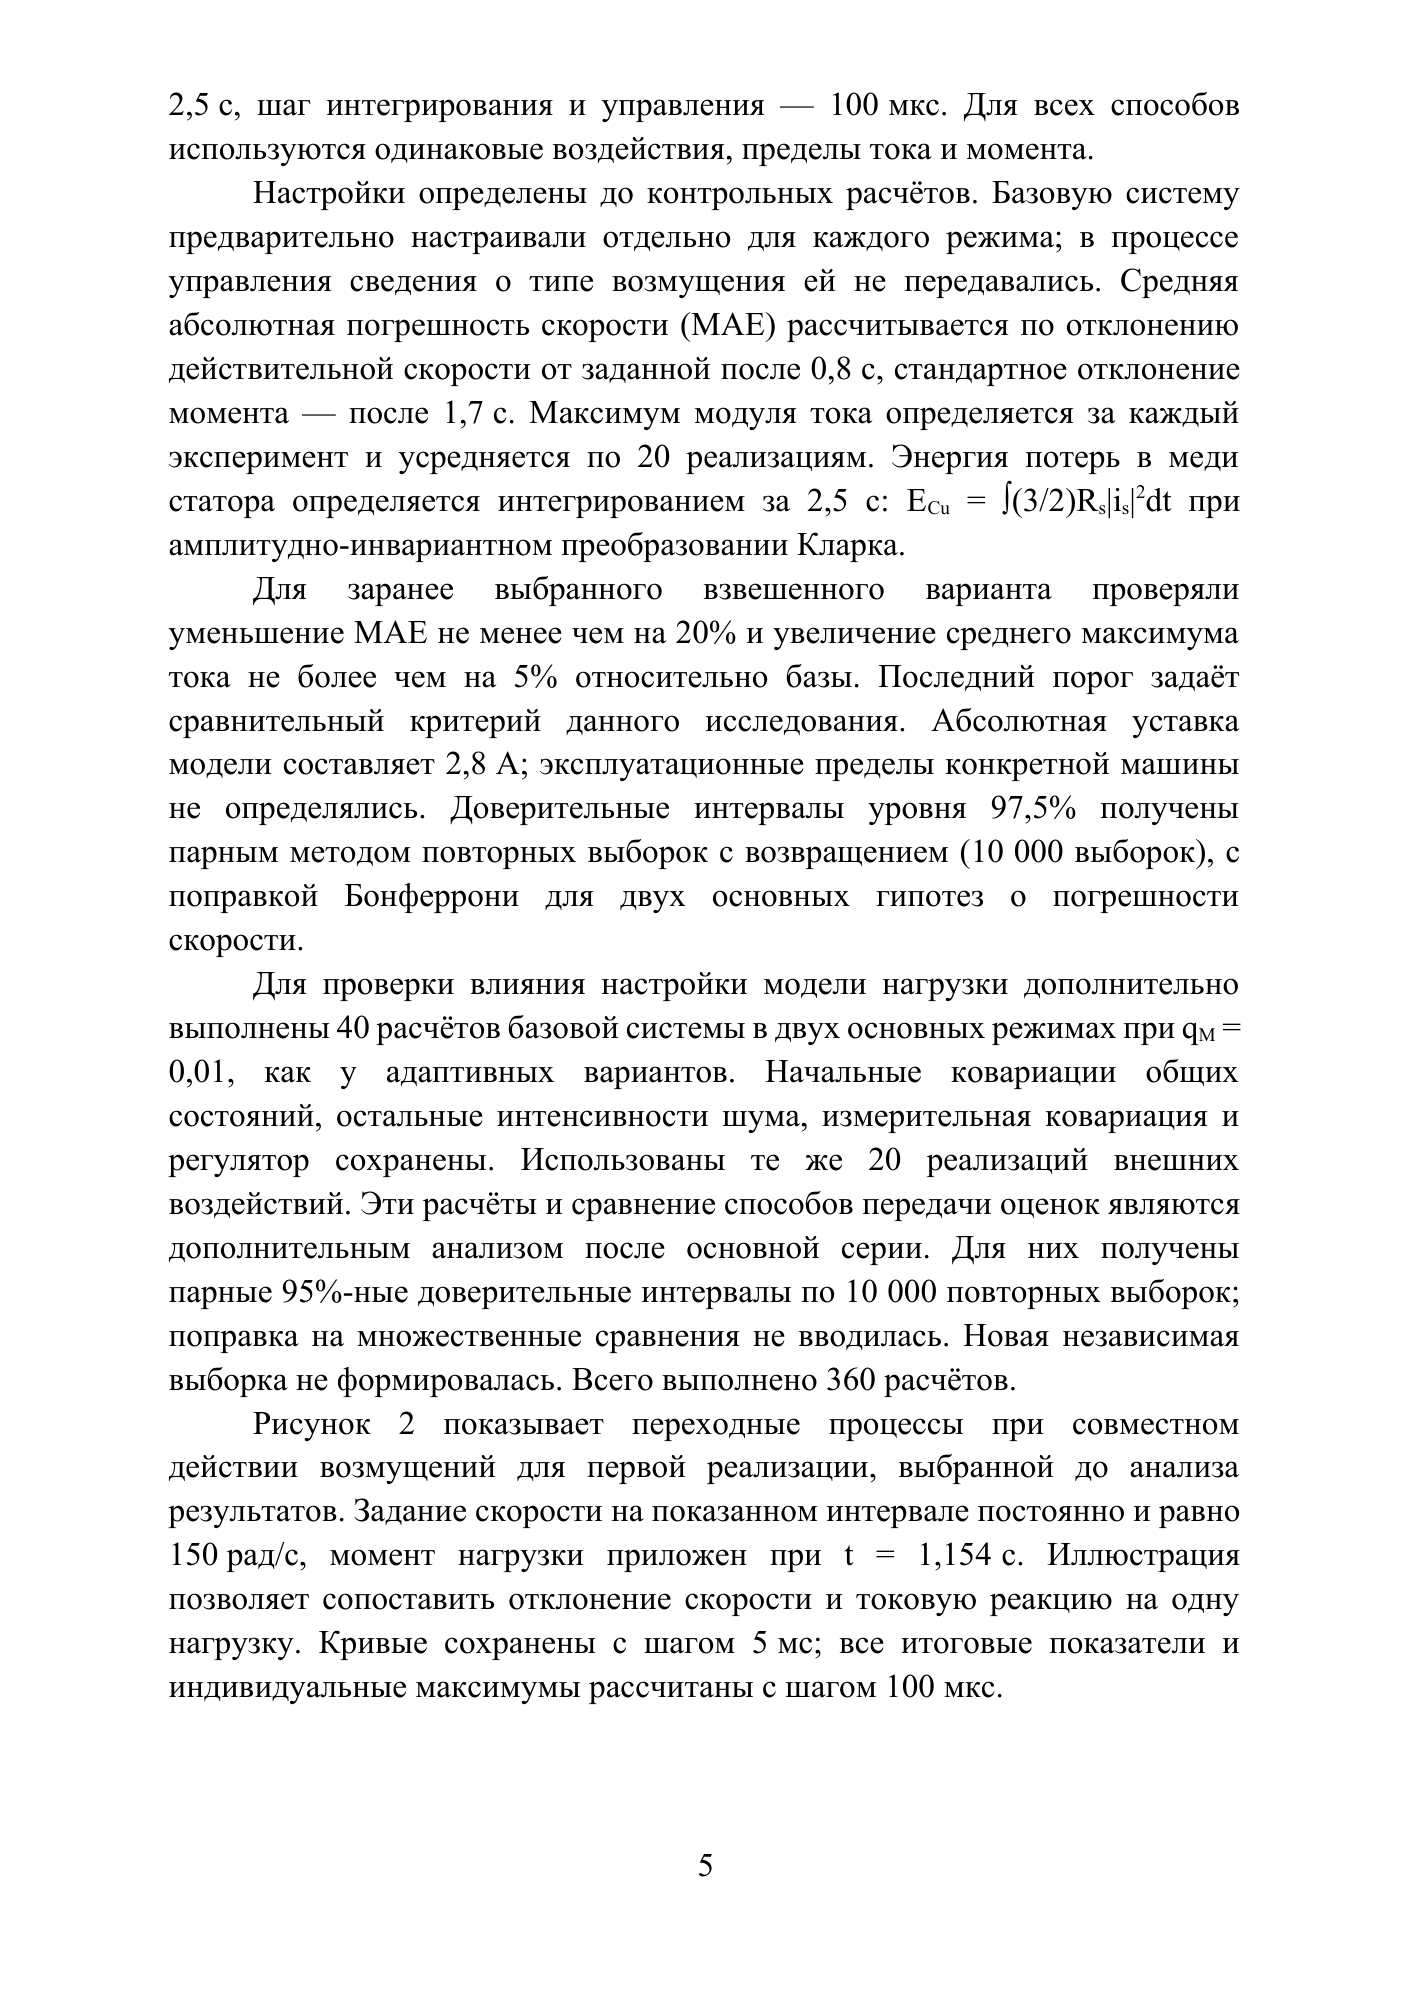 2,5 с, шаг интегрирования и управления — 100 мкс. Для всех способов
используются одинаковые воздействия, пределы тока и момента.
Настройки определены до контрольных расчётов. Базовую систему
предварительно настраивали отдельно для каждого режима; в процессе
управления сведения о типе возмущения ей не передавались. Средняя
абсолютная погрешность скорости (MAE) рассчитывается по отклонению
действительной скорости от заданной после 0,8 с, стандартное отклонение
момента — после 1,7 с. Максимум модуля тока определяется за каждый
эксперимент и усредняется по 20 реализациям. Энергия потерь в меди
статора определяется интегрированием за 2,5 с: E_Cu = ∫(3/2)R_s|i_s|²dt при
амплитудно-инвариантном преобразовании Кларка.
Для заранее выбранного взвешенного варианта проверяли
уменьшение MAE не менее чем на 20% и увеличение среднего максимума
тока не более чем на 5% относительно базы. Последний порог задаёт
сравнительный критерий данного исследования. Абсолютная уставка
модели составляет 2,8 А; эксплуатационные пределы конкретной машины
не определялись. Доверительные интервалы уровня 97,5% получены
парным методом повторных выборок с возвращением (10 000 выборок), с
поправкой Бонферрони для двух основных гипотез о погрешности
скорости.
Для проверки влияния настройки модели нагрузки дополнительно
выполнены 40 расчётов базовой системы в двух основных режимах при q_M =
0,01, как у адаптивных вариантов. Начальные ковариации общих
состояний, остальные интенсивности шума, измерительная ковариация и
регулятор сохранены. Использованы те же 20 реализаций внешних
воздействий. Эти расчёты и сравнение способов передачи оценок являются
дополнительным анализом после основной серии. Для них получены
парные 95%-ные доверительные интервалы по 10 000 повторных выборок;
поправка на множественные сравнения не вводилась. Новая независимая
выборка не формировалась. Всего выполнено 360 расчётов.
Рисунок 2 показывает переходные процессы при совместном
действии возмущений для первой реализации, выбранной до анализа
результатов. Задание скорости на показанном интервале постоянно и равно
150 рад/с, момент нагрузки приложен при t = 1,154 с. Иллюстрация
позволяет сопоставить отклонение скорости и токовую реакцию на одну
нагрузку. Кривые сохранены с шагом 5 мс; все итоговые показатели и
индивидуальные максимумы рассчитаны с шагом 100 мкс.
5